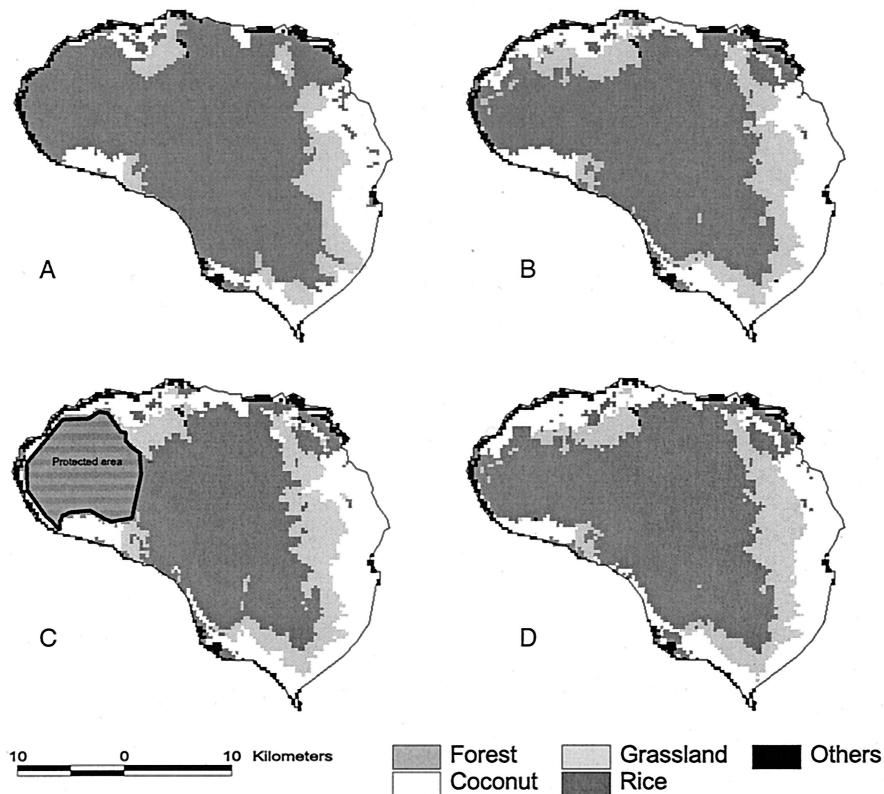 A
B
Protected area
C
D
10 0 10 Kilometers
Forest Grassland Others
Coconut Rice